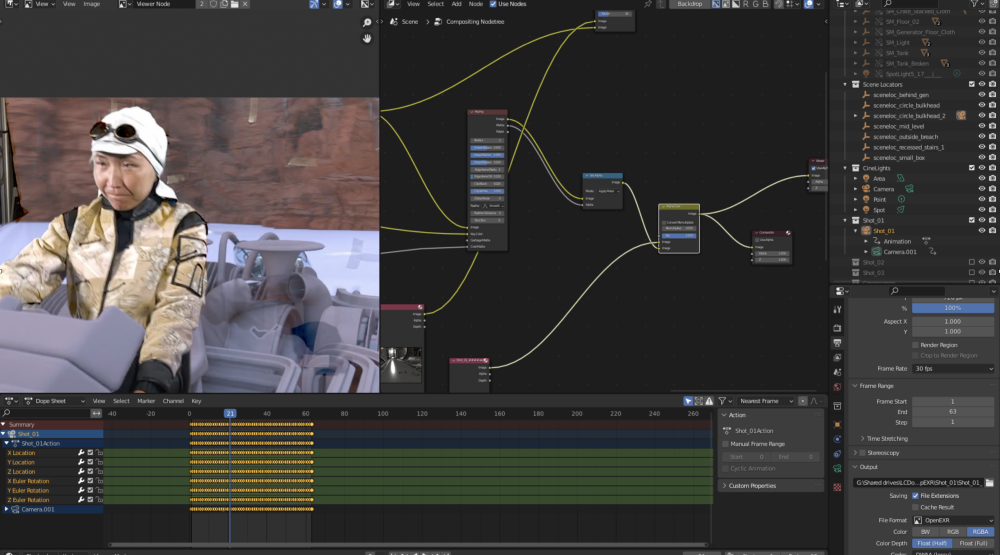 View
View
Image
Viewer Node
2
View
Select
Add
Node
Use Nodes
Backdrop
R G B
Scene > Compositing Nodetree
SM_Floor_02
SM_Generator_Floor_Cloth
SM_Light
SM_Tank
SM_Tank_Broken
Scene Locators
sceneloc_behind_gen
sceneloc_circle_bulkhead
sceneloc_circle_bulkhead_2
sceneloc_mid_level
sceneloc_outside_breach
sceneloc_recessed_stairs_1
sceneloc_small_box
CineLights
Area
Camera
Point
Spot
Shot_01
Shot_01
Animation
Camera.001
Shot_02
Shot_03
% 100%
Aspect X 1.000
Y 1.000
Render Region
Crop to Render Region
Frame Rate 30 fps
Frame Range
Frame Start 1
End 63
Step 1
Time Stretching
Stereoscopy
Output
G:\Shared drives\LCDo...pEXR\Shot_01\Shot_01_
Saving File Extensions
Cache Result
File Format OpenEXR
Color BW RGB RGBA
Color Depth Float (Half) Float (Full)
Dope Sheet
View
Select
Marker
Channel
Key
Nearest Frame
-40 -20 0 21 40 60 80 100 120 140 160 180 200 220 240 260
Summary
Shot_01
Shot_01Action
X Location
Y Location
Z Location
X Euler Rotation
Y Euler Rotation
Z Euler Rotation
Camera.001
Action
Shot_01Action
Manual Frame Range
Start 0 End 0
Cyclic Animation
Custom Properties